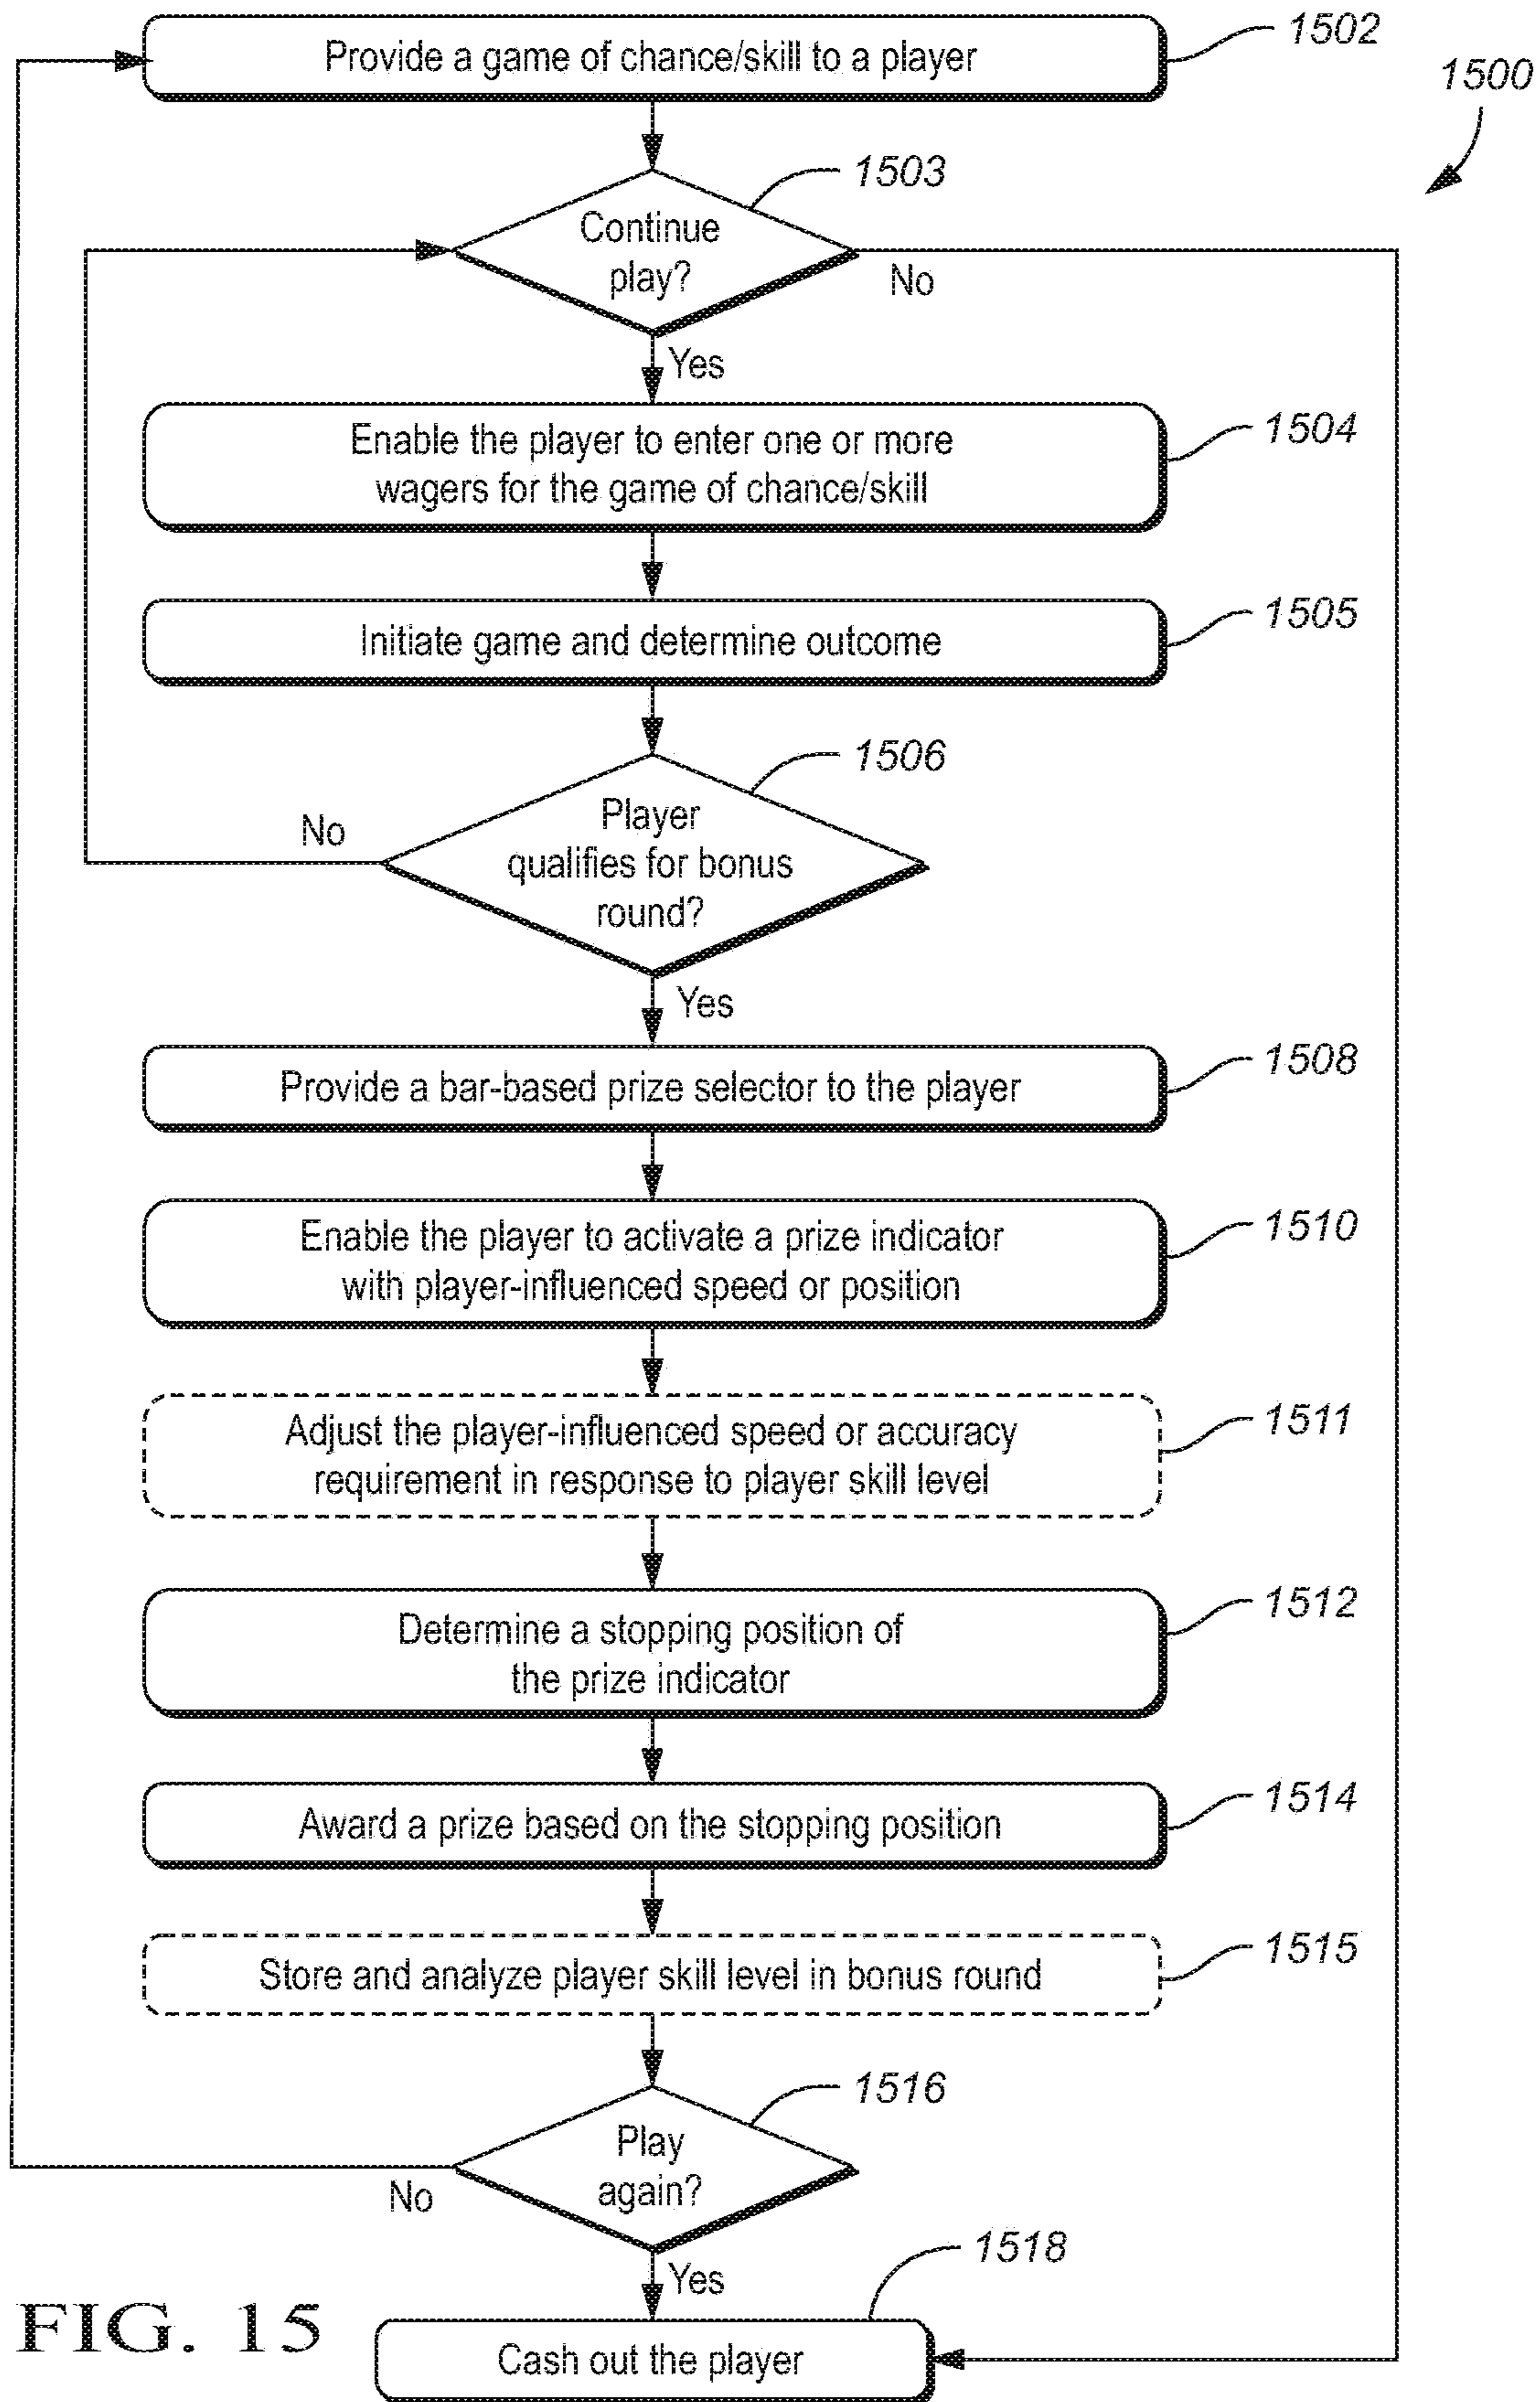 Provide a game of chance/skill to a player
1502
1500
1503
Continue
play?
No
Yes
Enable the player to enter one or more
wagers for the game of chance/skill
1504
Initiate game and determine outcome
1505
1506
Player
qualifies for bonus
round?
No
Yes
Provide a bar-based prize selector to the player
1508
Enable the player to activate a prize indicator
with player-influenced speed or position
1510
Adjust the player-influenced speed or accuracy
requirement in response to player skill level
1511
Determine a stopping position of
the prize indicator
1512
Award a prize based on the stopping position
1514
Store and analyze player skill level in bonus round
1515
1516
Play
again?
No
Yes
1518
Cash out the player
FIG. 15